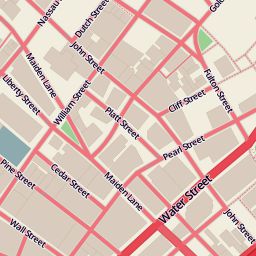 Nassau
Dutch Street
Gol
John Street
Maiden Lane
Liberty Street
William Street
Fulton Street
Cliff Street
Platt Street
Pearl Street
Pine Street
Cedar Street
Maiden Lane
Water Street
John Street
Wall Street